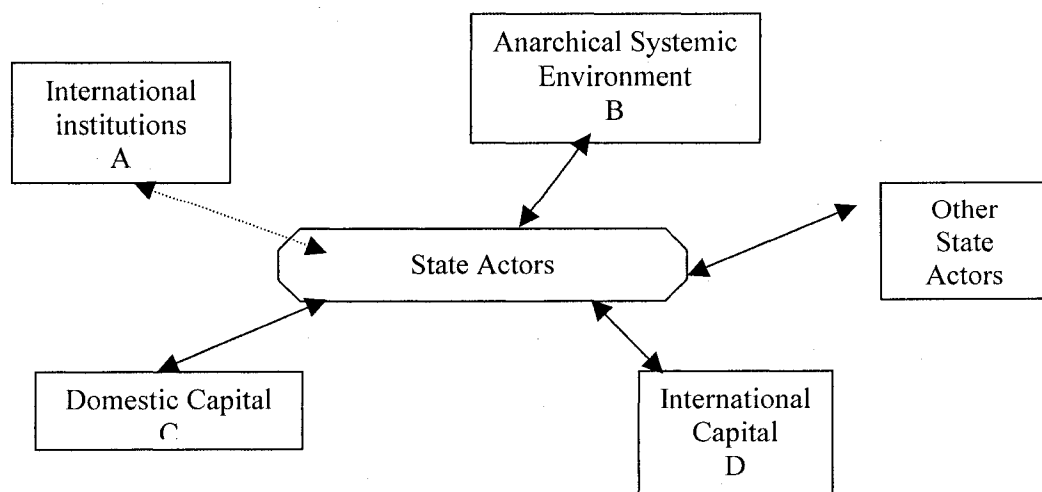 Anarchical Systemic
Environment
B
International
institutions
A
Other
State
Actors
State Actors
Domestic Capital
C
International
Capital
D